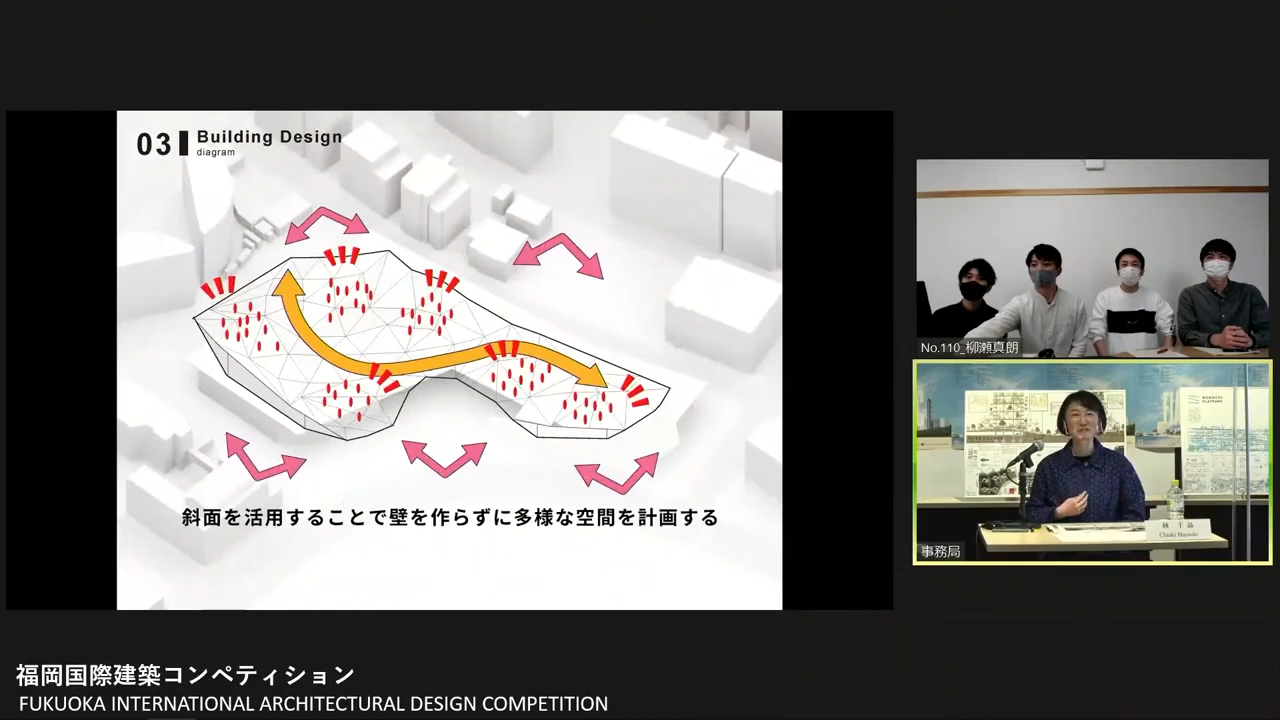 03
Building Design
diagram
斜面を活用することで壁を作らずに多様な空間を計画する
No.110_柳瀬真朗
林 千晶
Chiaki Hayashi
事務局
福岡国際建築コンペティション
FUKUOKA INTERNATIONAL ARCHITECTURAL DESIGN COMPETITION